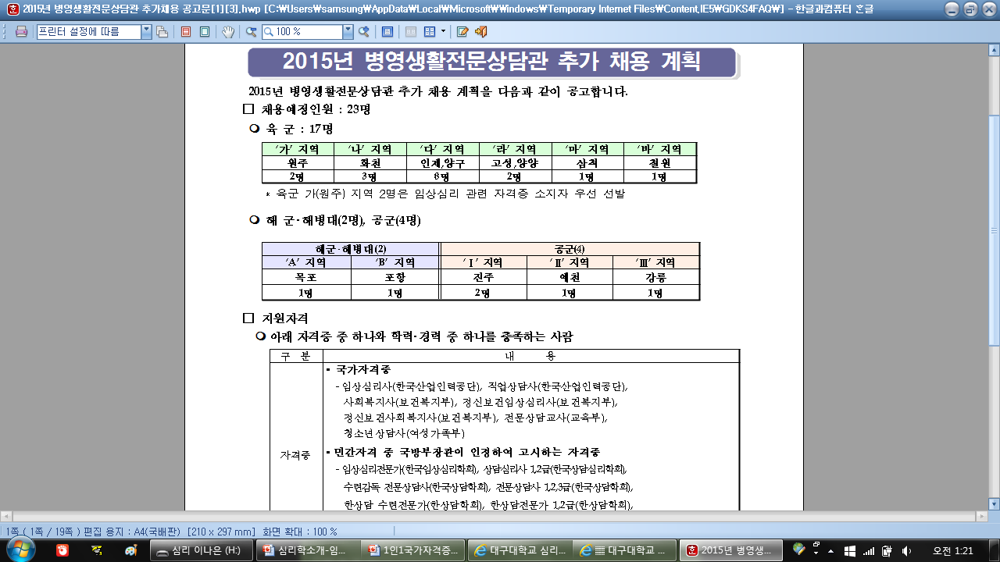 2015년 병영생활전문상담관 추가채용 공고문[1][3].hwp [C:₩Users₩samsung₩AppData₩Local₩Microsoft₩Windows₩Temporary Internet Files₩Content.IE5₩GDKS4FAQ₩] - 한글과컴퓨터 한글
프린터 설정에 따름 100 %
2015년 병영생활전문상담관 추가 채용 계획
2015년 병영생활전문상담관 추가 채용 계획을 다음과 같이 공고합니다.
□ 채용예정인원 : 23명
❍ 육 군 : 17명
'가' 지역 '나' 지역 '다' 지역 '라' 지역 '마' 지역 '바' 지역
원주 화천 인제,양구 고성,양양 삼척 철원
2명 3명 8명 2명 1명 1명
* 육군 가(원주) 지역 2명은 임상심리 관련 자격증 소지자 우선 선발
❍ 해 군·해병대(2명), 공군(4명)
해군·해병대(2) 공군(4)
'A' 지역 'B' 지역 'Ⅰ' 지역 'Ⅱ' 지역 'Ⅲ' 지역
목포 포항 진주 예천 강릉
1명 1명 2명 1명 1명
□ 지원자격
❍ 아래 자격증 중 하나와 학력·경력 중 하나를 충족하는 사람
구 분 내 용
자격증
▪ 국가자격증
- 임상심리사(한국산업인력공단), 직업상담사(한국산업인력공단),
사회복지사(보건복지부), 정신보건임상심리사(보건복지부),
정신보건사회복지사(보건복지부), 전문상담교사(교육부),
청소년상담사(여성가족부)
▪ 민간자격 중 국방부장관이 인정하여 고시하는 자격증
- 임상심리전문가(한국임상심리학회), 상담심리사 1,2급(한국상담심리학회),
수련감독 전문상담사(한국상담학회), 전문상담사 1,2,3급(한국상담학회),
한상담 수련전문가(한상담학회), 한상담전문가 1,2급(한상담학회),
1쪽 ( 1쪽 / 19쪽 ) 편집 용지 : A4(국배판) [210 x 297 mm] 화면 확대 : 100 %
심리 이나은 (H:) 심리학소개-임... 1인1국가자격증... 대구대학교 심리... ▒ 대구대학교 ... 2015년 병영생... 오전 1:21